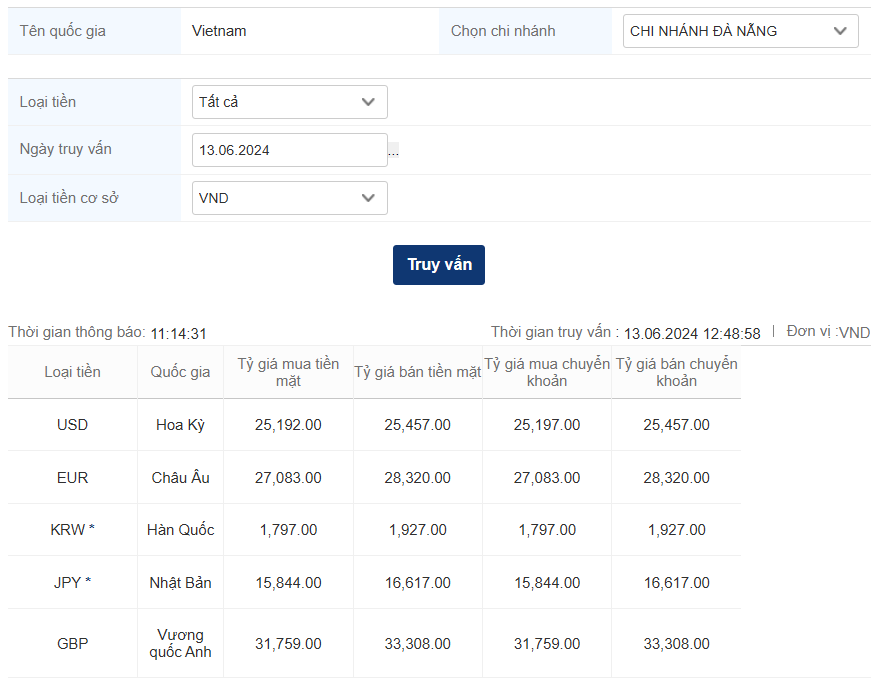 Tên quốc gia Vietnam Chọn chi nhánh CHI NHÁNH ĐÀ NẴNG
Loại tiền Tất cả
Ngày truy vấn 13.06.2024 ...
Loại tiền cơ sở VND
Truy vấn
Thời gian thông báo: 11:14:31 Thời gian truy vấn : 13.06.2024 12:48:58 | Đơn vị :VND
Loại tiền Quốc gia Tỷ giá mua tiền mặt Tỷ giá bán tiền mặt Tỷ giá mua chuyển khoản Tỷ giá bán chuyển khoản
USD Hoa Kỳ 25,192.00 25,457.00 25,197.00 25,457.00
EUR Châu Âu 27,083.00 28,320.00 27,083.00 28,320.00
KRW * Hàn Quốc 1,797.00 1,927.00 1,797.00 1,927.00
JPY * Nhật Bản 15,844.00 16,617.00 15,844.00 16,617.00
GBP Vương quốc Anh 31,759.00 33,308.00 31,759.00 33,308.00